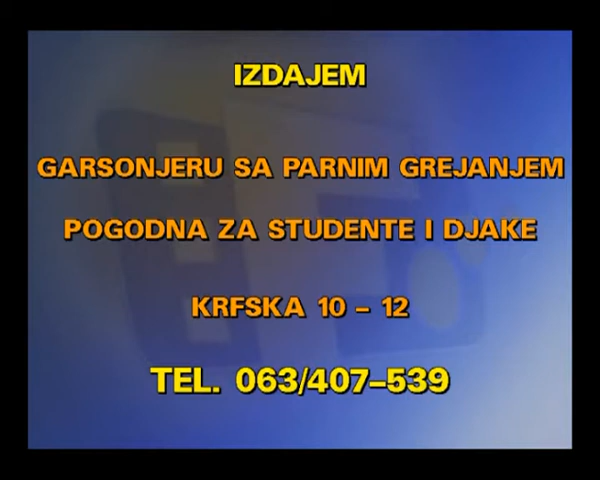 IZDAJEM
GARSONJERU SA PARNIM GREJANJEM
POGODNA ZA STUDENTE I DJAKE
KRFSKA 10 – 12
TEL. 063/407–539